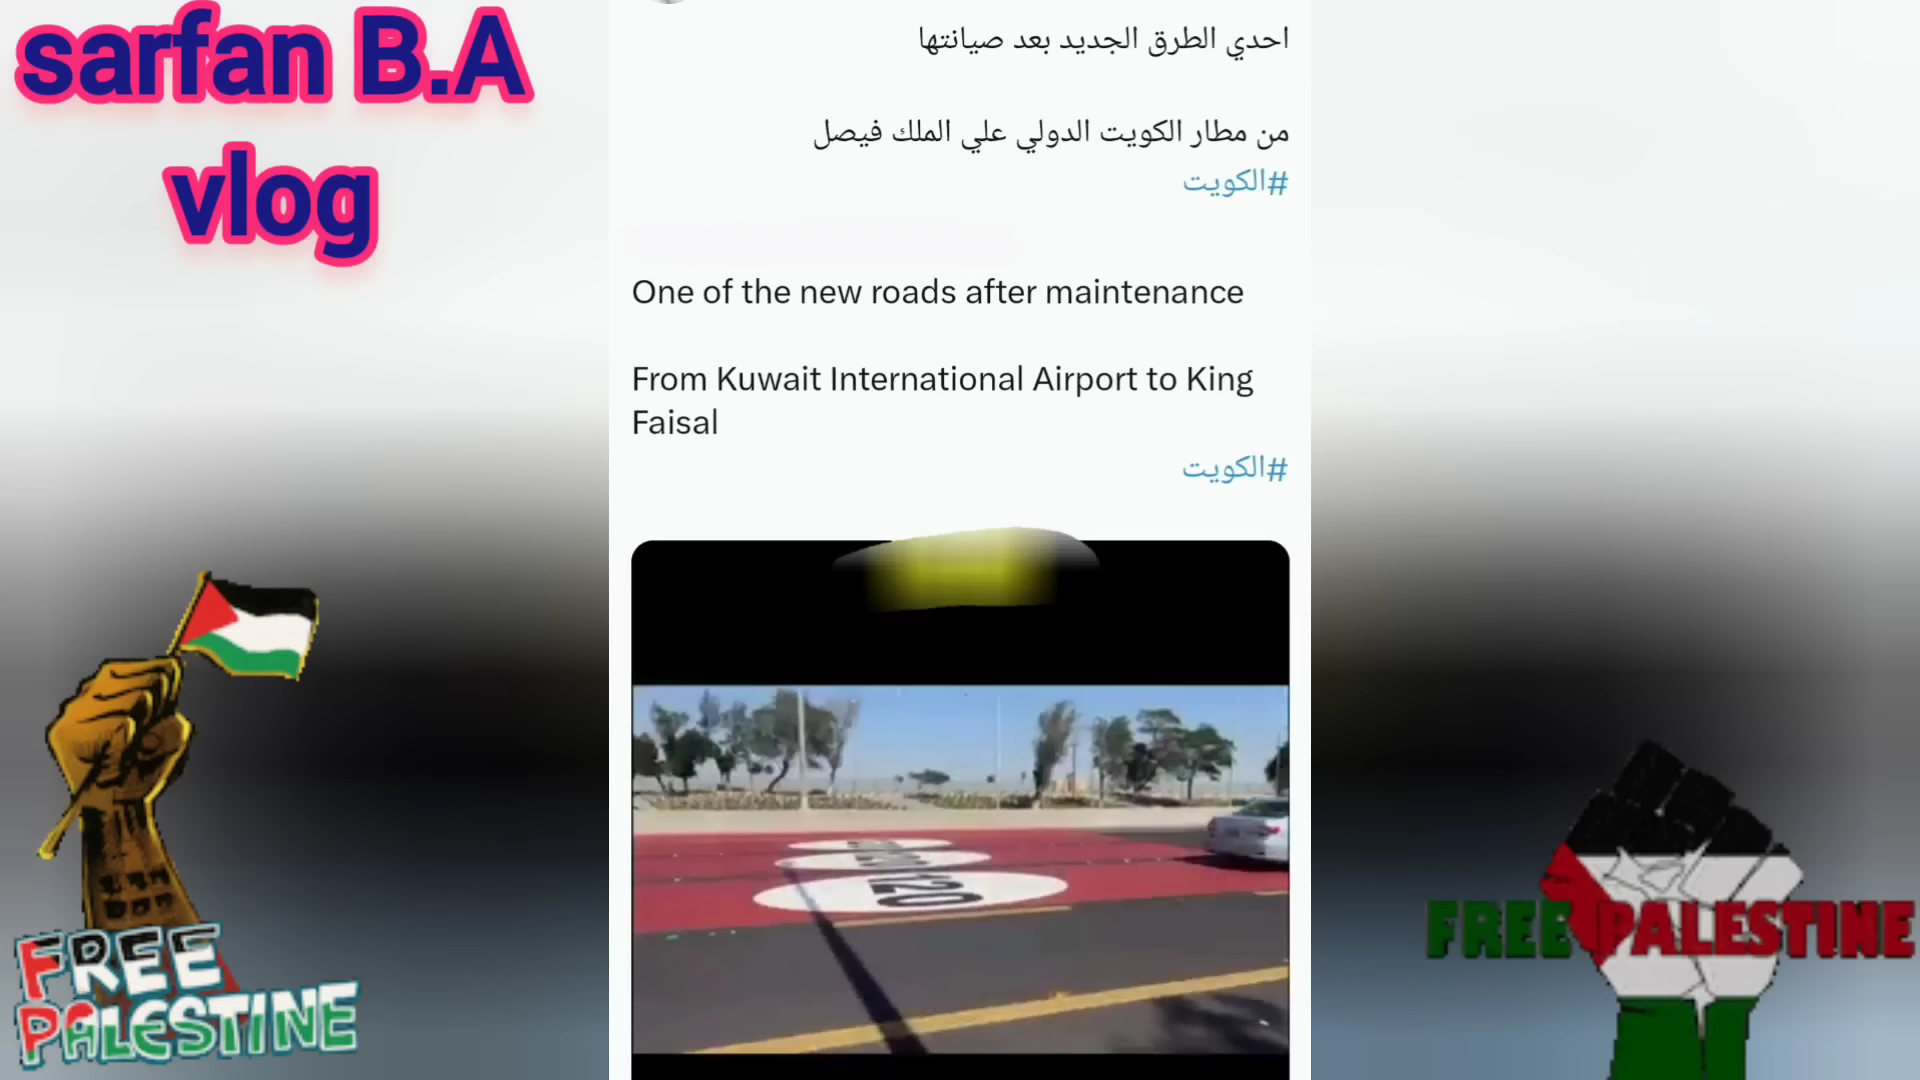 sarfan B.A
vlog
احدي الطرق الجديد بعد صيانتها
من مطار الكويت الدولي علي الملك فيصل
#الكويت
One of the new roads after maintenance
From Kuwait International Airport to King
Faisal
#الكويت
120
FREE
PALESTINE
FREE PALESTINE